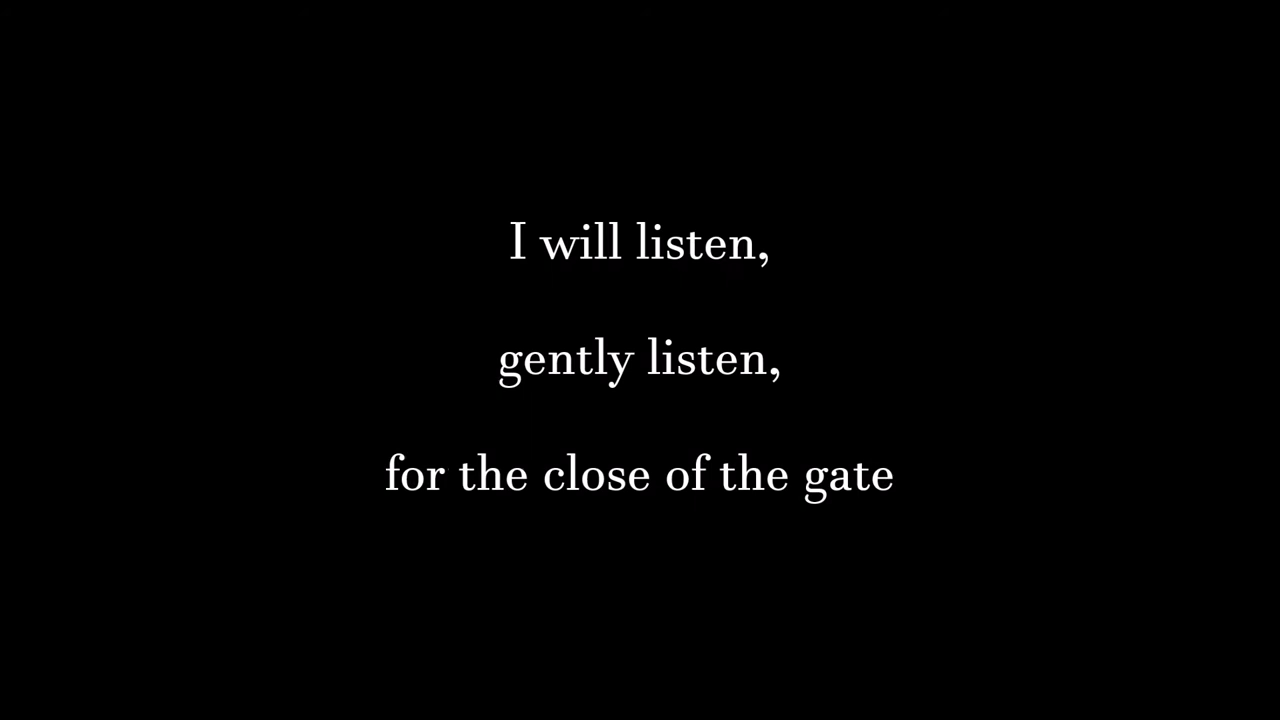 I will listen,
gently listen,
for the close of the gate